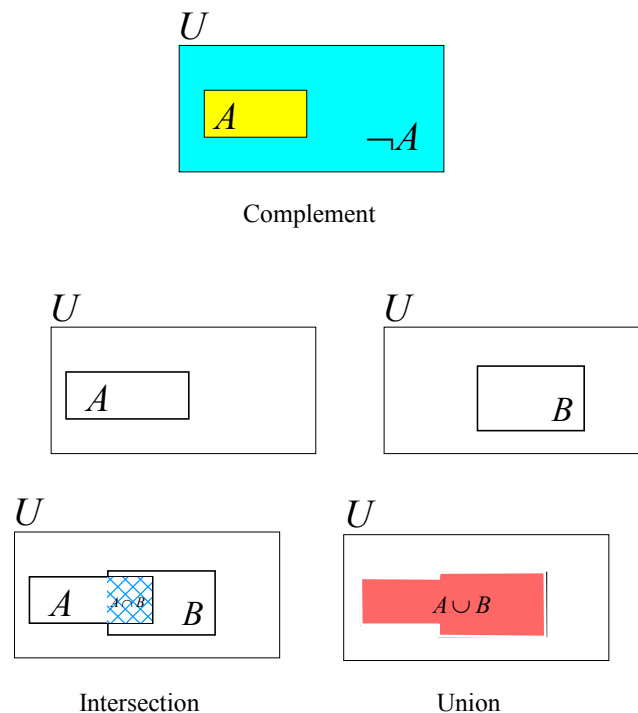 U
A
¬A
Complement
U
U
A
B
U
U
A
A ∩ B
B
A ∪ B
Intersection
Union